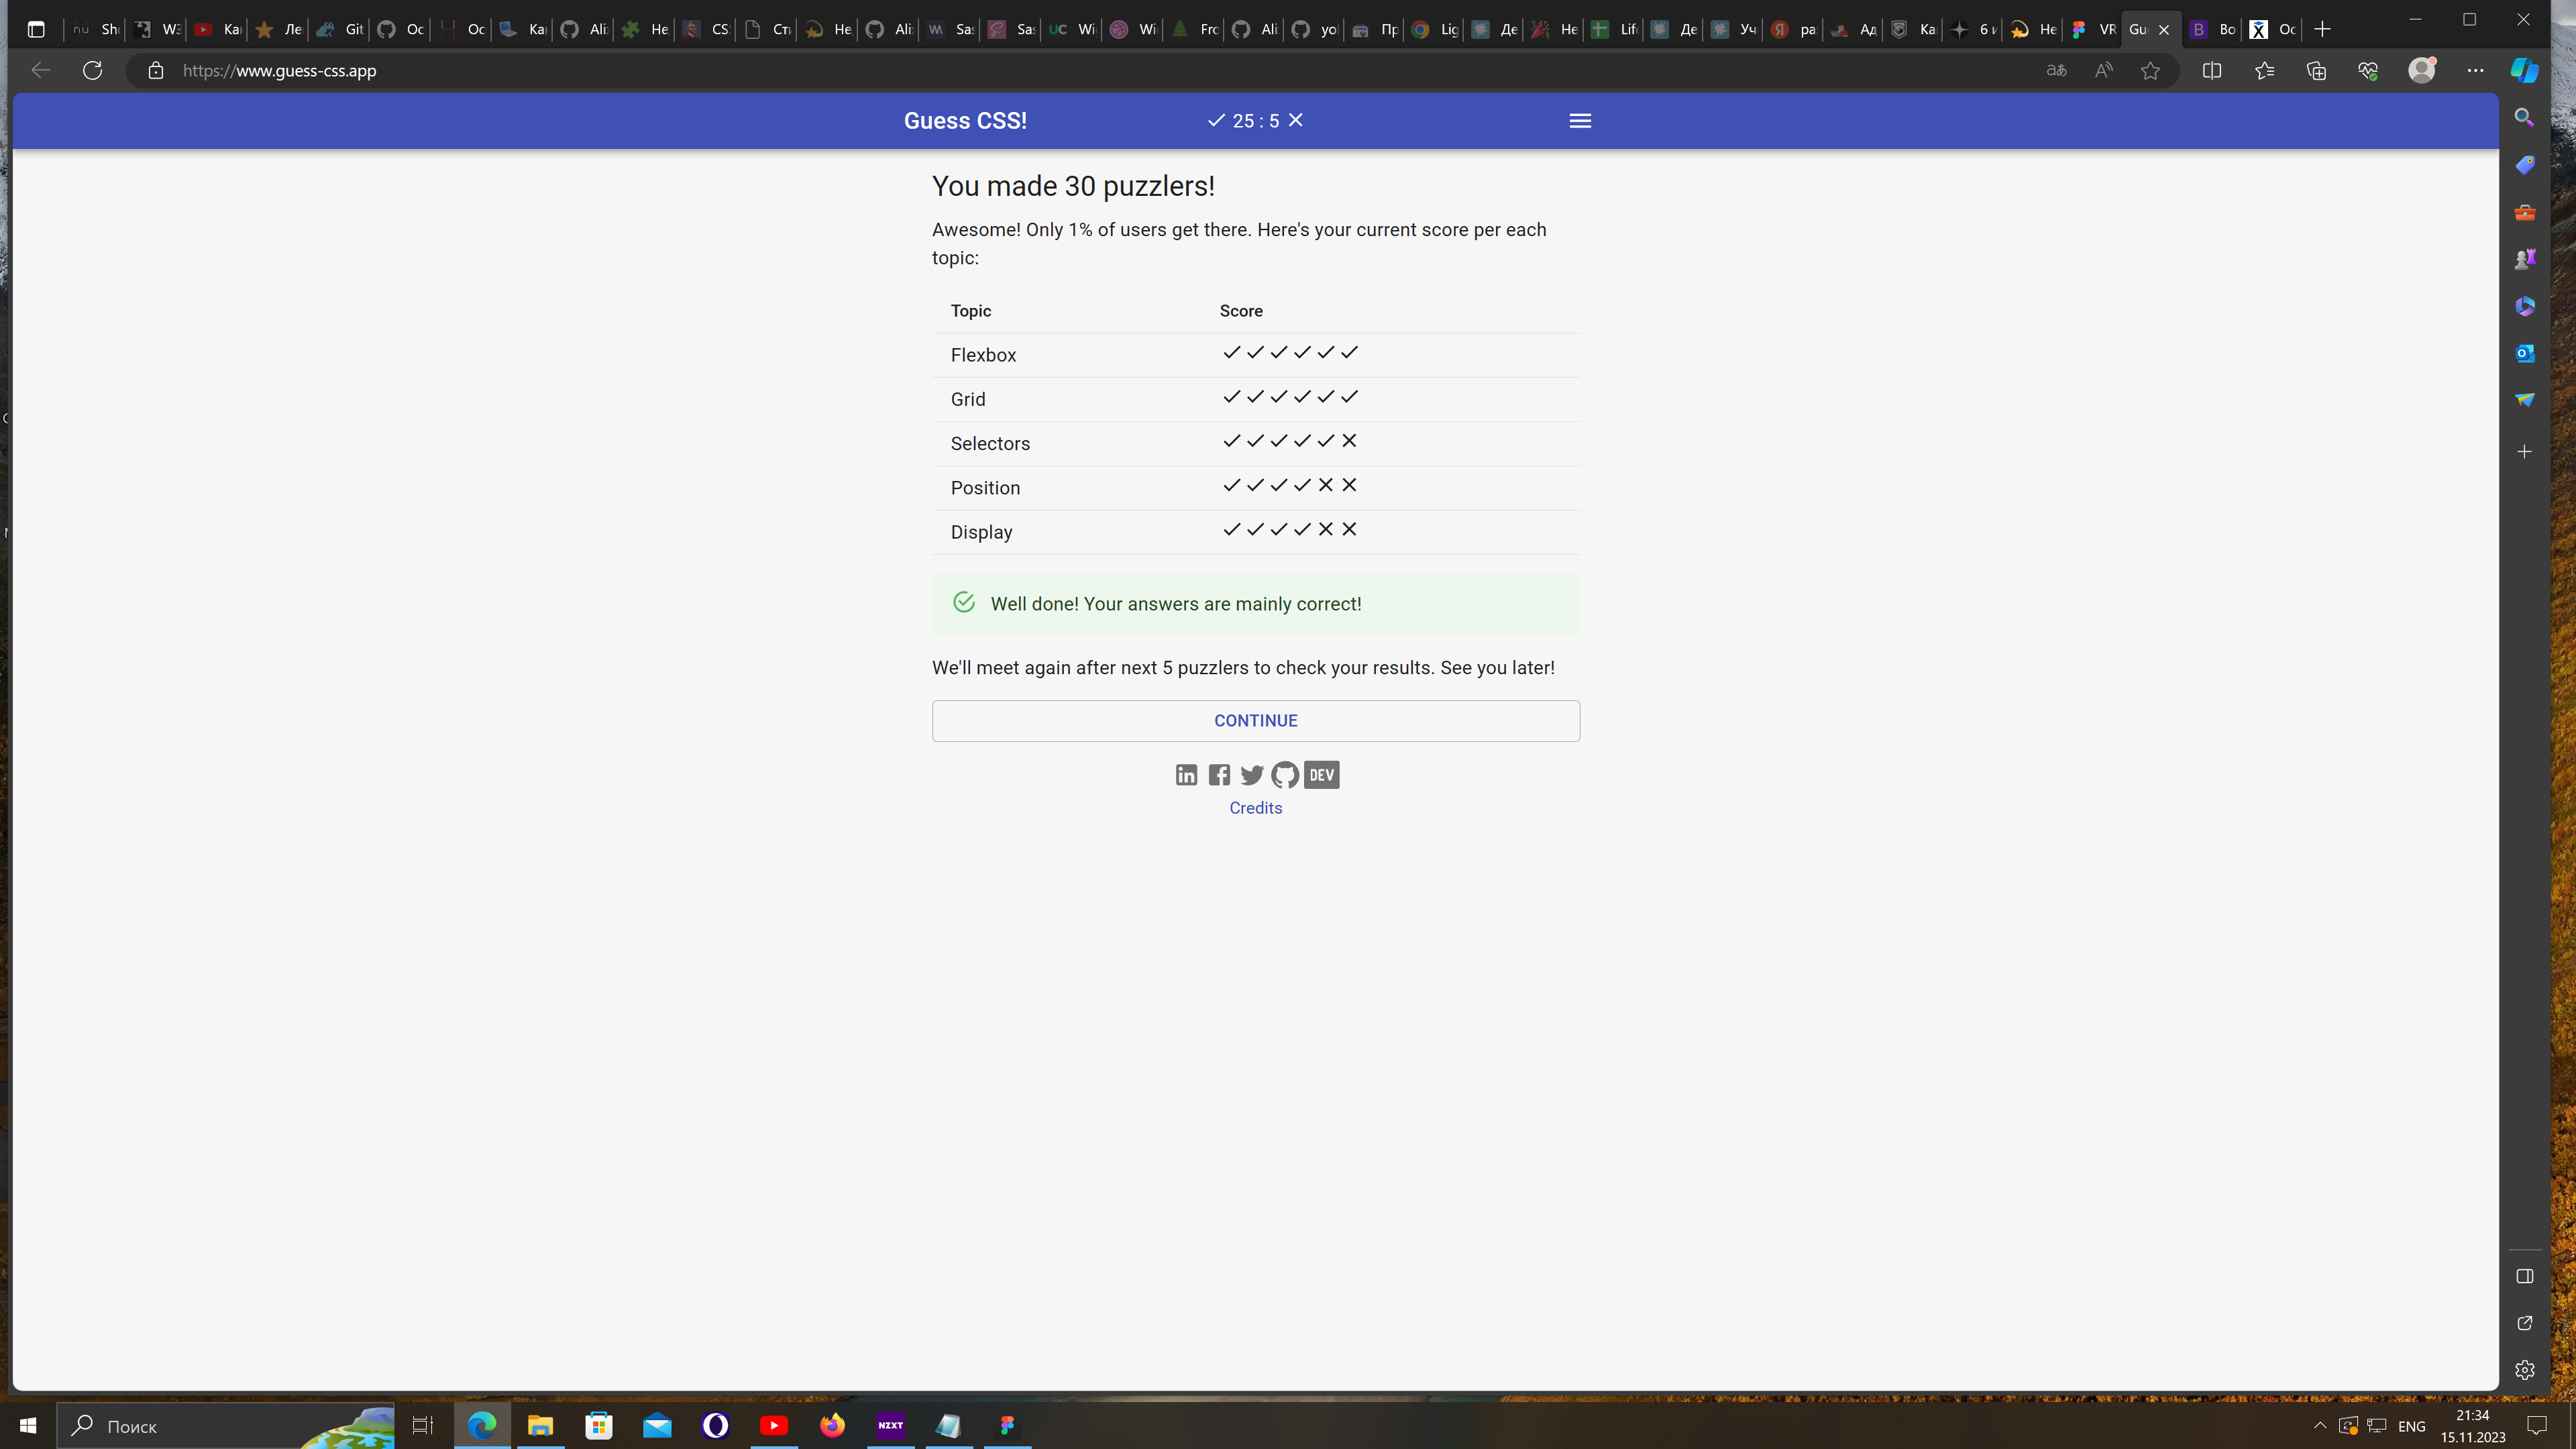 Sh
W3
Ka
Ле
Git
Oc
Oc
Ka
Ali
He
CS
Ст
He
Ali
Sa
Sa
UC Wi
Wi
Fro
Ali
yo
Пр
Lig
Де
He
Life
Де
Уч
ра
Ад
Ка
6 и
He
VR
Gu
Bo
Oc
https://www.guess-css.app
Guess CSS!
25 : 5
You made 30 puzzlers!
Awesome! Only 1% of users get there. Here's your current score per each
topic:
Topic Score
Flexbox
Grid
Selectors
Position
Display
Well done! Your answers are mainly correct!
We'll meet again after next 5 puzzlers to check your results. See you later!
CONTINUE
DEV
Credits
Поиск
NZXT
ENG
21:34
15.11.2023